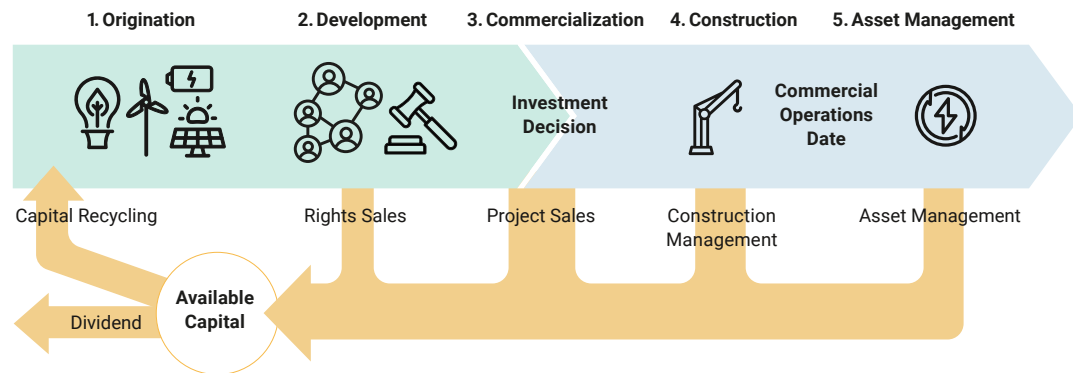 1. Origination
2. Development
3. Commercialization
4. Construction
5. Asset Management
Investment
Decision
Commercial
Operations
Date
Capital Recycling
Rights Sales
Project Sales
Construction
Management
Asset Management
Available
Capital
Dividend